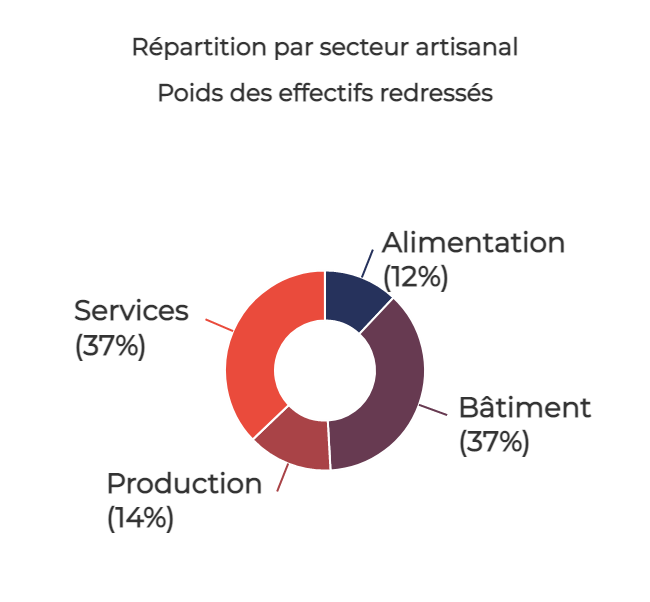 Répartition par secteur artisanal
Poids des effectifs redressés
Alimentation
(12%)
Services
(37%)
Bâtiment
(37%)
Production
(14%)